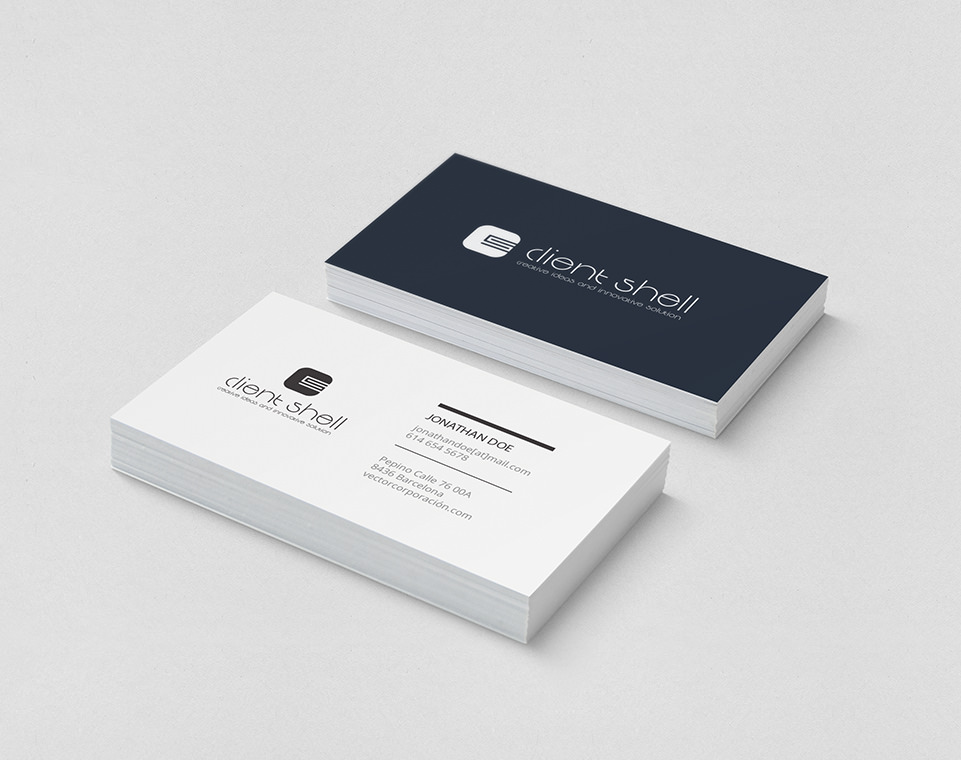 client shell
creative ideas and innovative solution
client shell
creative ideas and innovative solution
JONATHAN DOE
jonathandoe[at]mail.com
614 654 5678
Pepino Calle 76 00A
8436 Barcelona
vectorcorporación.com